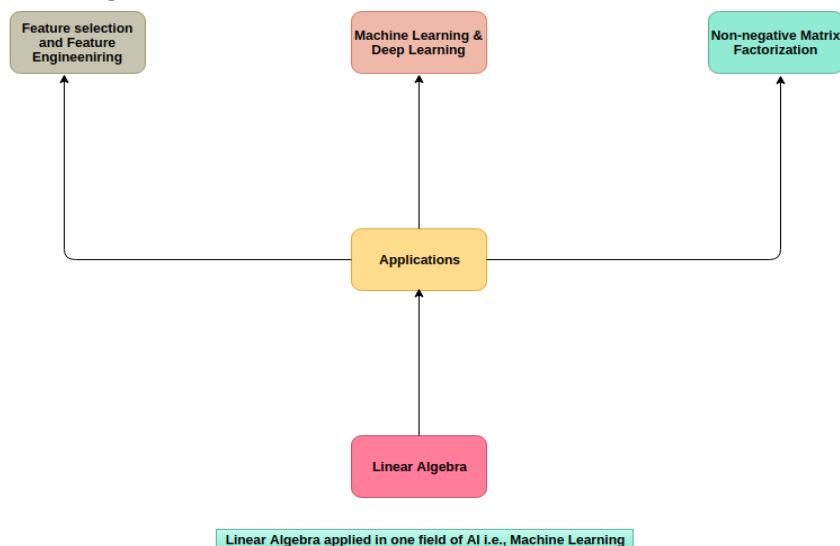 Feature selection
and Feature
Engineeniring
Machine Learning &
Deep Learning
Non-negative Matrix
Factorization
Applications
Linear Algebra
Linear Algebra applied in one field of AI i.e., Machine Learning